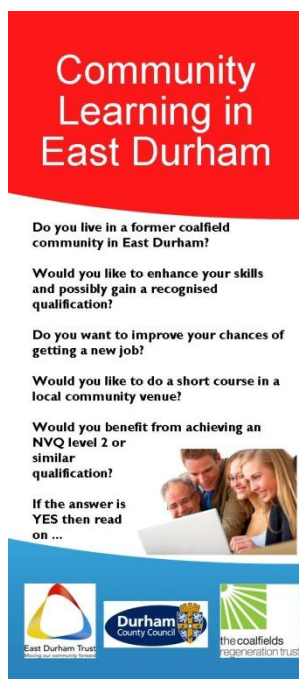 Community
Learning in
East Durham
Do you live in a former coalfield
community in East Durham?
Would you like to enhance your skills
and possibly gain a recognised
qualification?
Do you want to improve your chances of
getting a new job?
Would you like to do a short course in a
local community venue?
Would you benefit from achieving an
NVQ level 2 or
similar
qualification?
If the answer is
YES then read
on ...
East Durham Trust
Moving our community forward
Durham
County Council
the coalfields
regeneration trust